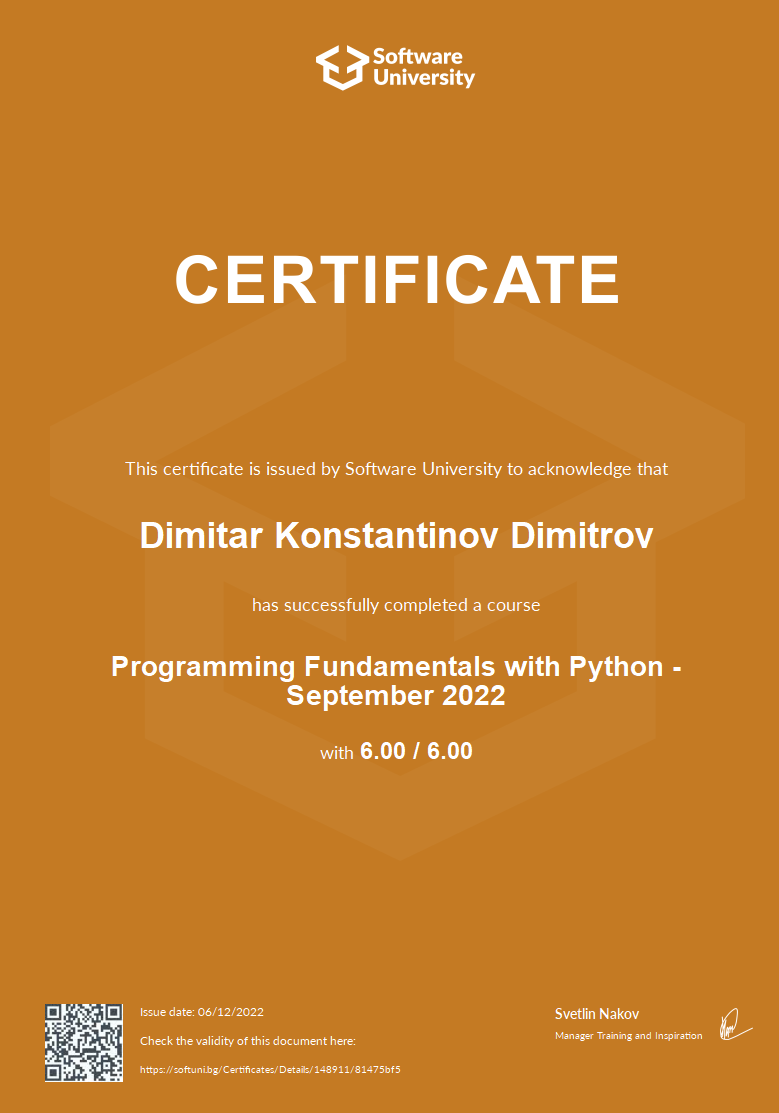 Software
University
CERTIFICATE
This certificate is issued by Software University to acknowledge that
Dimitar Konstantinov Dimitrov
has successfully completed a course
Programming Fundamentals with Python -
September 2022
with 6.00 / 6.00
Issue date: 06/12/2022
Check the validity of this document here:
https://softuni.bg/Certificates/Details/148911/81475bf5
Svetlin Nakov
Manager Training and Inspiration